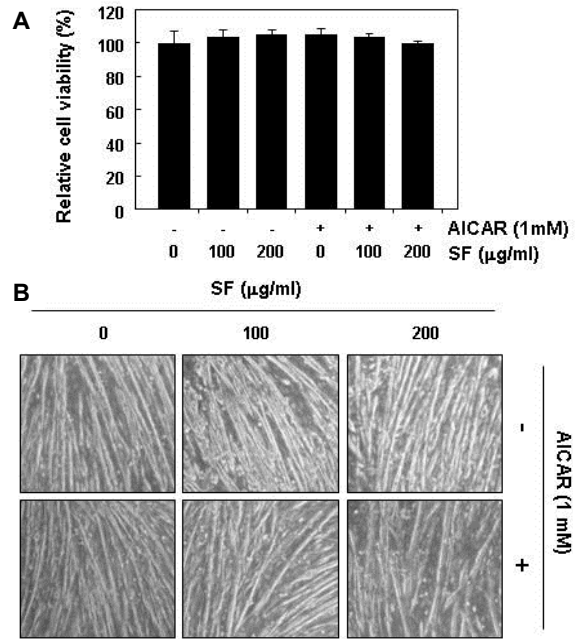 A
Relative cell viability (%)
120
100
80
60
40
20
0
- - - + + + AICAR (1mM)
0 100 200 0 100 200 SF (μg/ml)
B
SF (μg/ml)
0 100 200
-
+
AICAR (1 mM)